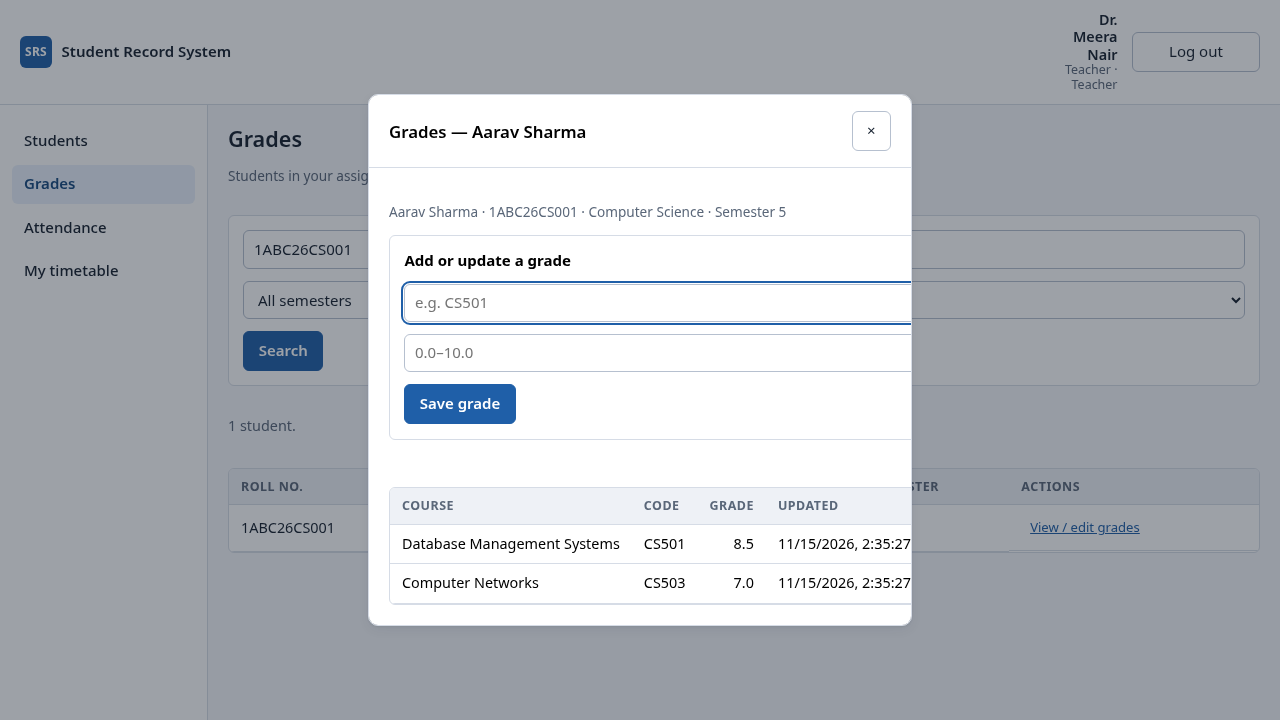 SRS
Student Record System
Dr.
Meera
Nair
Teacher ·
Teacher
Log out
Students
Grades
Attendance
My timetable
Grades
Students in your assig
1ABC26CS001
All semesters
Search
1 student.
ROLL NO.
STER
ACTIONS
1ABC26CS001
View / edit grades
Grades — Aarav Sharma
×
Aarav Sharma · 1ABC26CS001 · Computer Science · Semester 5
Add or update a grade
e.g. CS501
0.0–10.0
Save grade
COURSE CODE GRADE UPDATED
Database Management Systems CS501 8.5 11/15/2026, 2:35:27
Computer Networks CS503 7.0 11/15/2026, 2:35:27